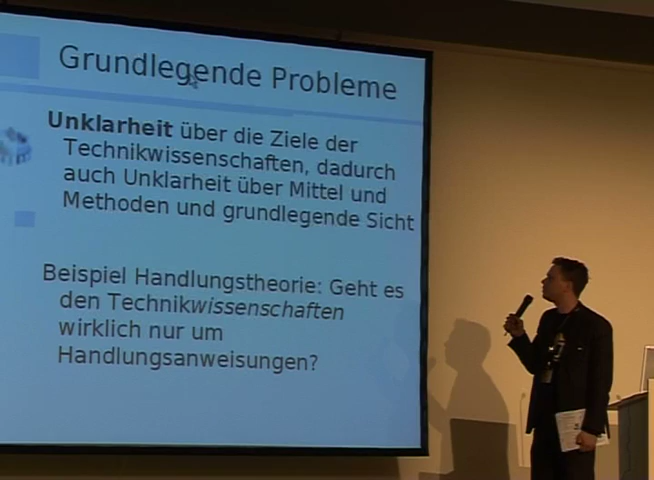 Grundlegende Probleme
Unklarheit über die Ziele der
Technikwissenschaften, dadurch
auch Unklarheit über Mittel und
Methoden und grundlegende Sicht
Beispiel Handlungstheorie: Geht es
den Technikwissenschaften
wirklich nur um
Handlungsanweisungen?